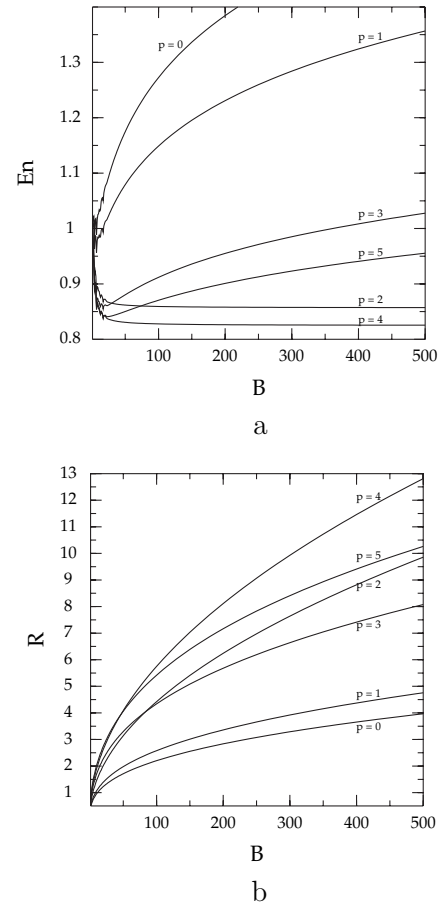 1.3
1.2
1.1
1
0.9
0.8
En
p = 0
p = 1
p = 3
p = 5
p = 2
p = 4
100
200
300
400
500
B
a
13
12
11
10
9
8
7
6
5
4
3
2
1
R
p = 4
p = 5
p = 2
p = 3
p = 1
p = 0
100
200
300
400
500
B
b